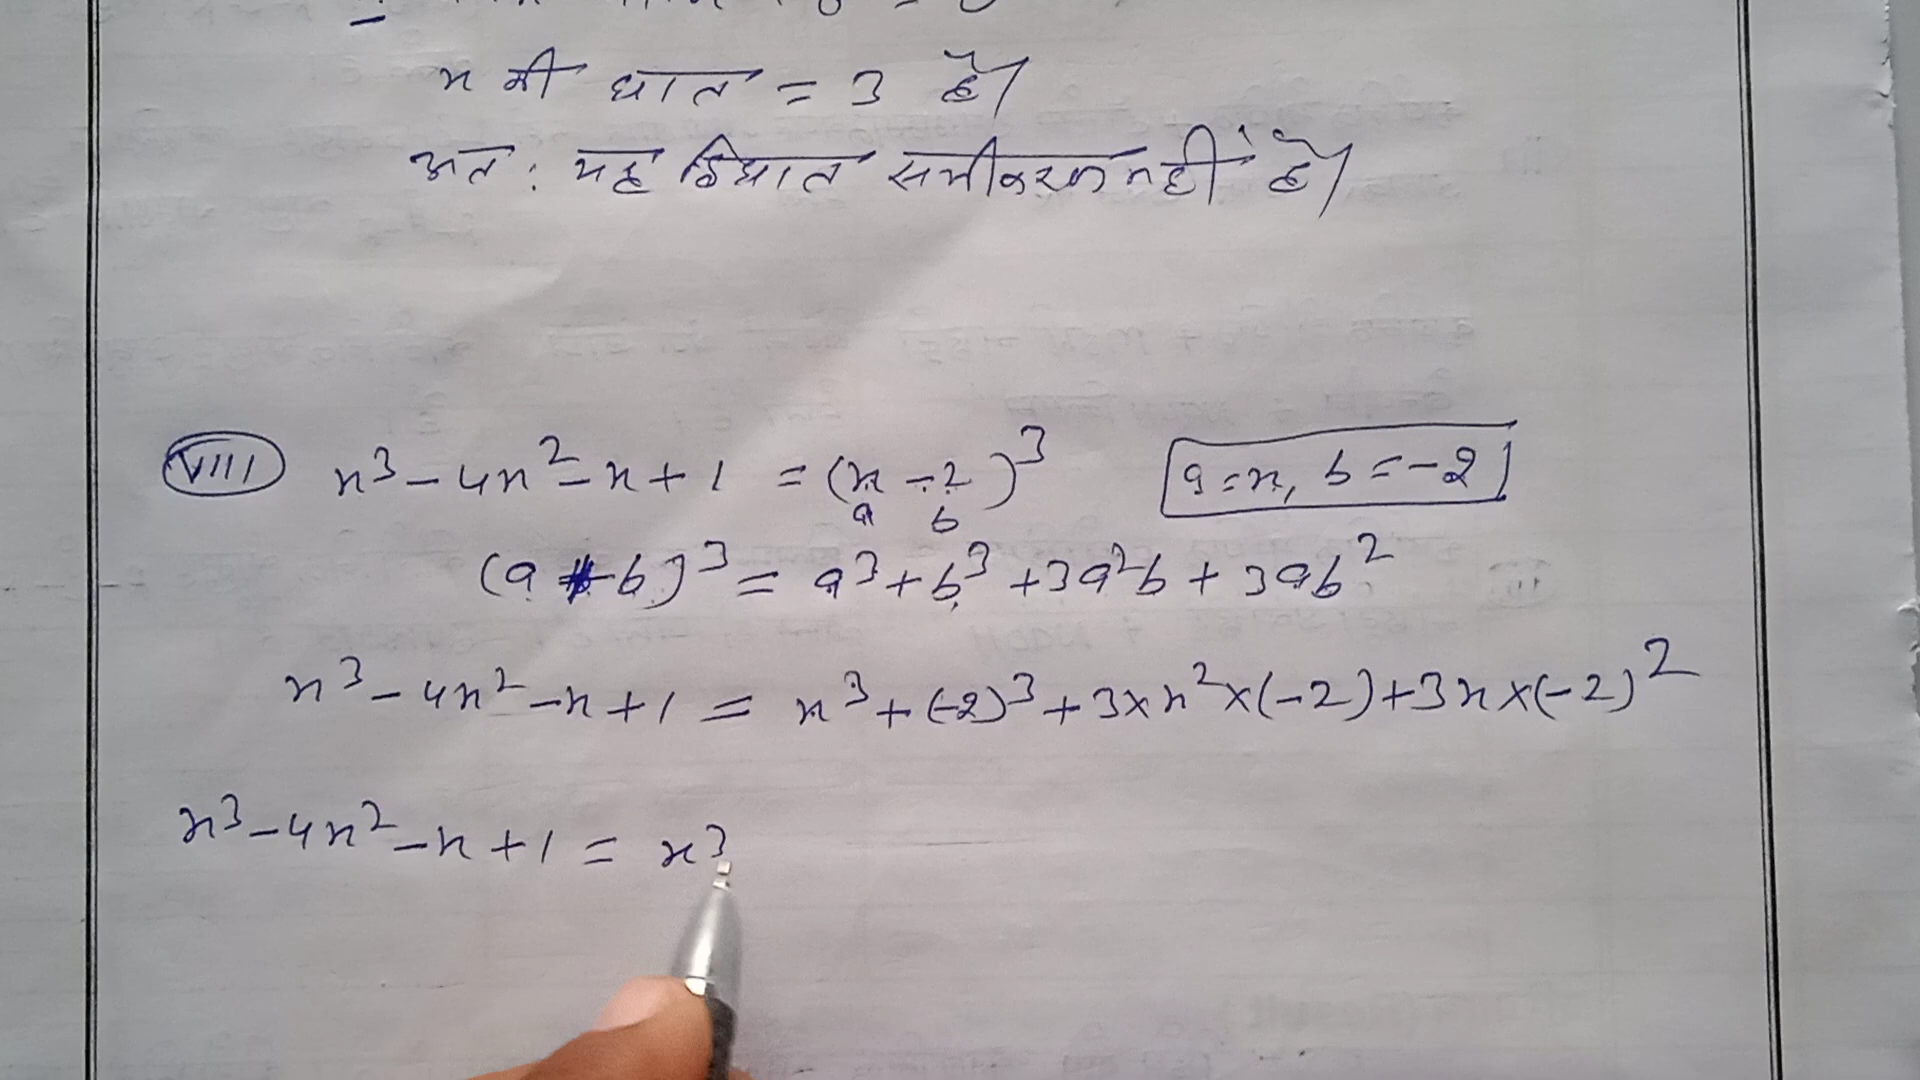 x की घात = 3 है।
अत: यह द्विघात समीकरण नहीं है।
(VIII) x³ - 4x² - x + 1 = (x - 2)³ a = x, b = -2
a b
(a + b)³ = a³ + b³ + 3a²b + 3ab²
x³ - 4x² - x + 1 = x³ + (-2)³ + 3 × x² × (-2) + 3x × (-2)²
x³ - 4x² - x + 1 = x³